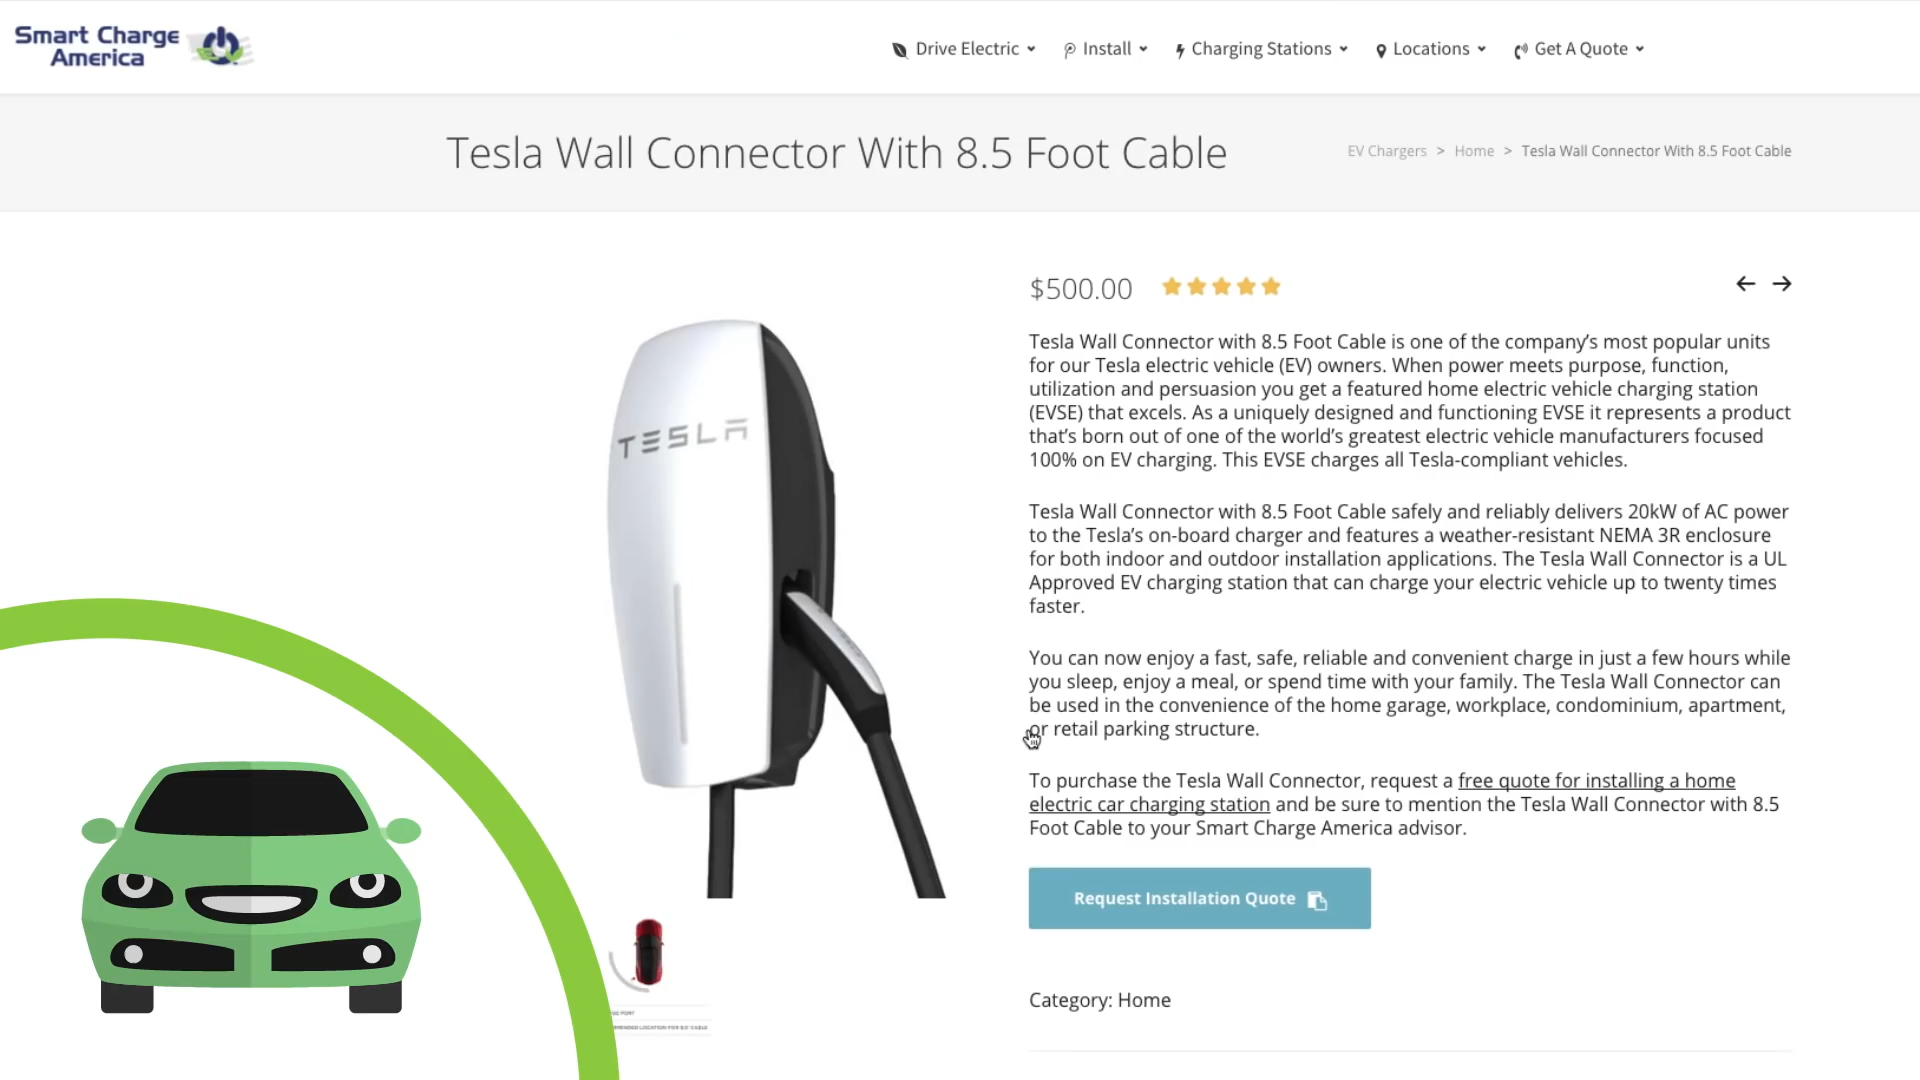 Smart Charge
America
Drive Electric
Install
Charging Stations
Locations
Get A Quote
Tesla Wall Connector With 8.5 Foot Cable
EV Chargers > Home > Tesla Wall Connector With 8.5 Foot Cable
$500.00
Tesla Wall Connector with 8.5 Foot Cable is one of the company's most popular units
for our Tesla electric vehicle (EV) owners. When power meets purpose, function,
utilization and persuasion you get a featured home electric vehicle charging station
(EVSE) that excels. As a uniquely designed and functioning EVSE it represents a product
that's born out of one of the world's greatest electric vehicle manufacturers focused
100% on EV charging. This EVSE charges all Tesla-compliant vehicles.
TESLA
Tesla Wall Connector with 8.5 Foot Cable safely and reliably delivers 20kW of AC power
to the Tesla's on-board charger and features a weather-resistant NEMA 3R enclosure
for both indoor and outdoor installation applications. The Tesla Wall Connector is a UL
Approved EV charging station that can charge your electric vehicle up to twenty times
faster.
You can now enjoy a fast, safe, reliable and convenient charge in just a few hours while
you sleep, enjoy a meal, or spend time with your family. The Tesla Wall Connector can
be used in the convenience of the home garage, workplace, condominium, apartment,
or retail parking structure.
To purchase the Tesla Wall Connector, request a free quote for installing a home
electric car charging station and be sure to mention the Tesla Wall Connector with 8.5
Foot Cable to your Smart Charge America advisor.
Request Installation Quote
Category: Home